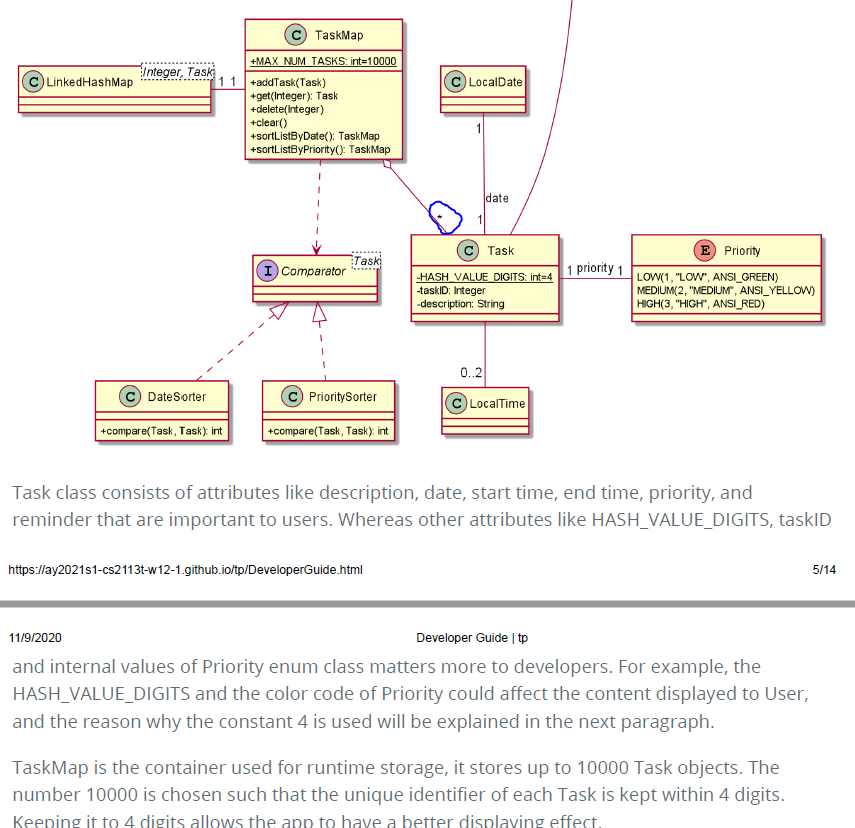 C TaskMap
+MAX_NUM_TASKS: int=10000
+addTask(Task)
+get(Integer): Task
+delete(Integer)
+clear()
+sortListByDate(): TaskMap
+sortListByPriority(): TaskMap
Integer, Task
C LinkedHashMap
1 1
C LocalDate
1
date
1
*
C Task
-HASH_VALUE_DIGITS: int=4
-taskID: Integer
-description: String
1 priority 1
E Priority
LOW(1, "LOW", ANSI_GREEN)
MEDIUM(2, "MEDIUM", ANSI_YELLOW)
HIGH(3, "HIGH", ANSI_RED)
Task
I Comparator
0..2
C LocalTime
C DateSorter
+compare(Task, Task): int
C PrioritySorter
+compare(Task, Task): int
Task class consists of attributes like description, date, start time, end time, priority, and
reminder that are important to users. Whereas other attributes like HASH_VALUE_DIGITS, taskID
https://ay2021s1-cs2113t-w12-1.github.io/tp/DeveloperGuide.html 5/14
11/9/2020 Developer Guide | tp
and internal values of Priority enum class matters more to developers. For example, the
HASH_VALUE_DIGITS and the color code of Priority could affect the content displayed to User,
and the reason why the constant 4 is used will be explained in the next paragraph.
TaskMap is the container used for runtime storage, it stores up to 10000 Task objects. The
number 10000 is chosen such that the unique identifier of each Task is kept within 4 digits.
Keeping it to 4 digits allows the app to have a better displaying effect.